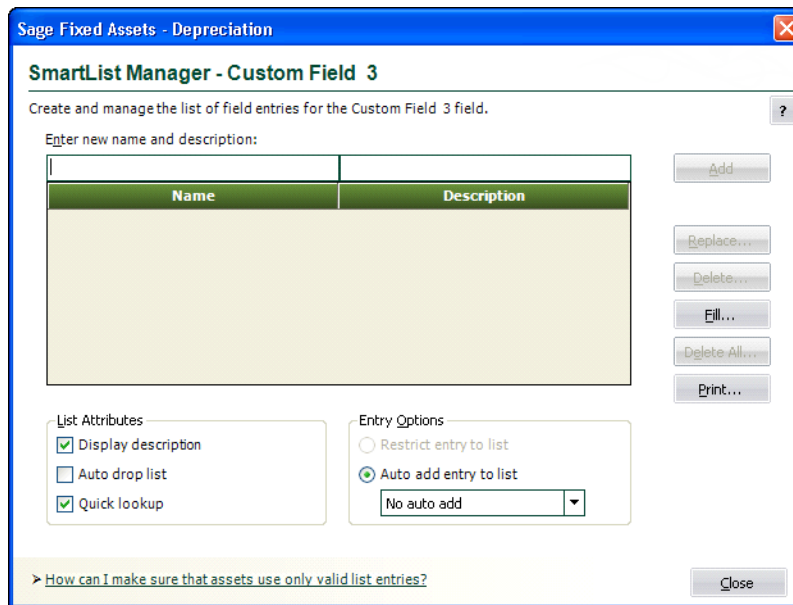 Sage Fixed Assets - Depreciation
SmartList Manager - Custom Field 3
Create and manage the list of field entries for the Custom Field 3 field.
?
Enter new name and description:
Add
Name Description
Replace...
Delete...
Fill...
Delete All...
Print...
List Attributes
Display description
Auto drop list
Quick lookup
Entry Options
Restrict entry to list
Auto add entry to list
No auto add
➤ How can I make sure that assets use only valid list entries?
Close